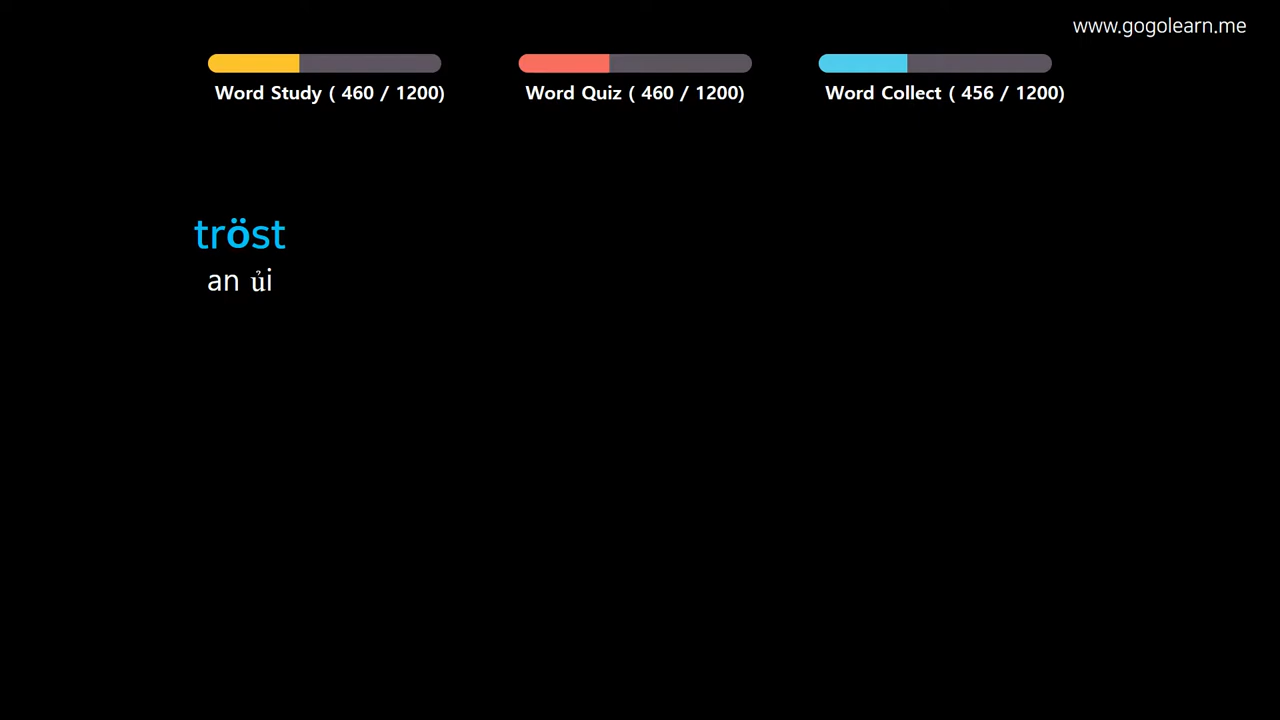 www.gogolearn.me
Word Study ( 460 / 1200)
Word Quiz ( 460 / 1200)
Word Collect ( 456 / 1200)
tröst
an ủi